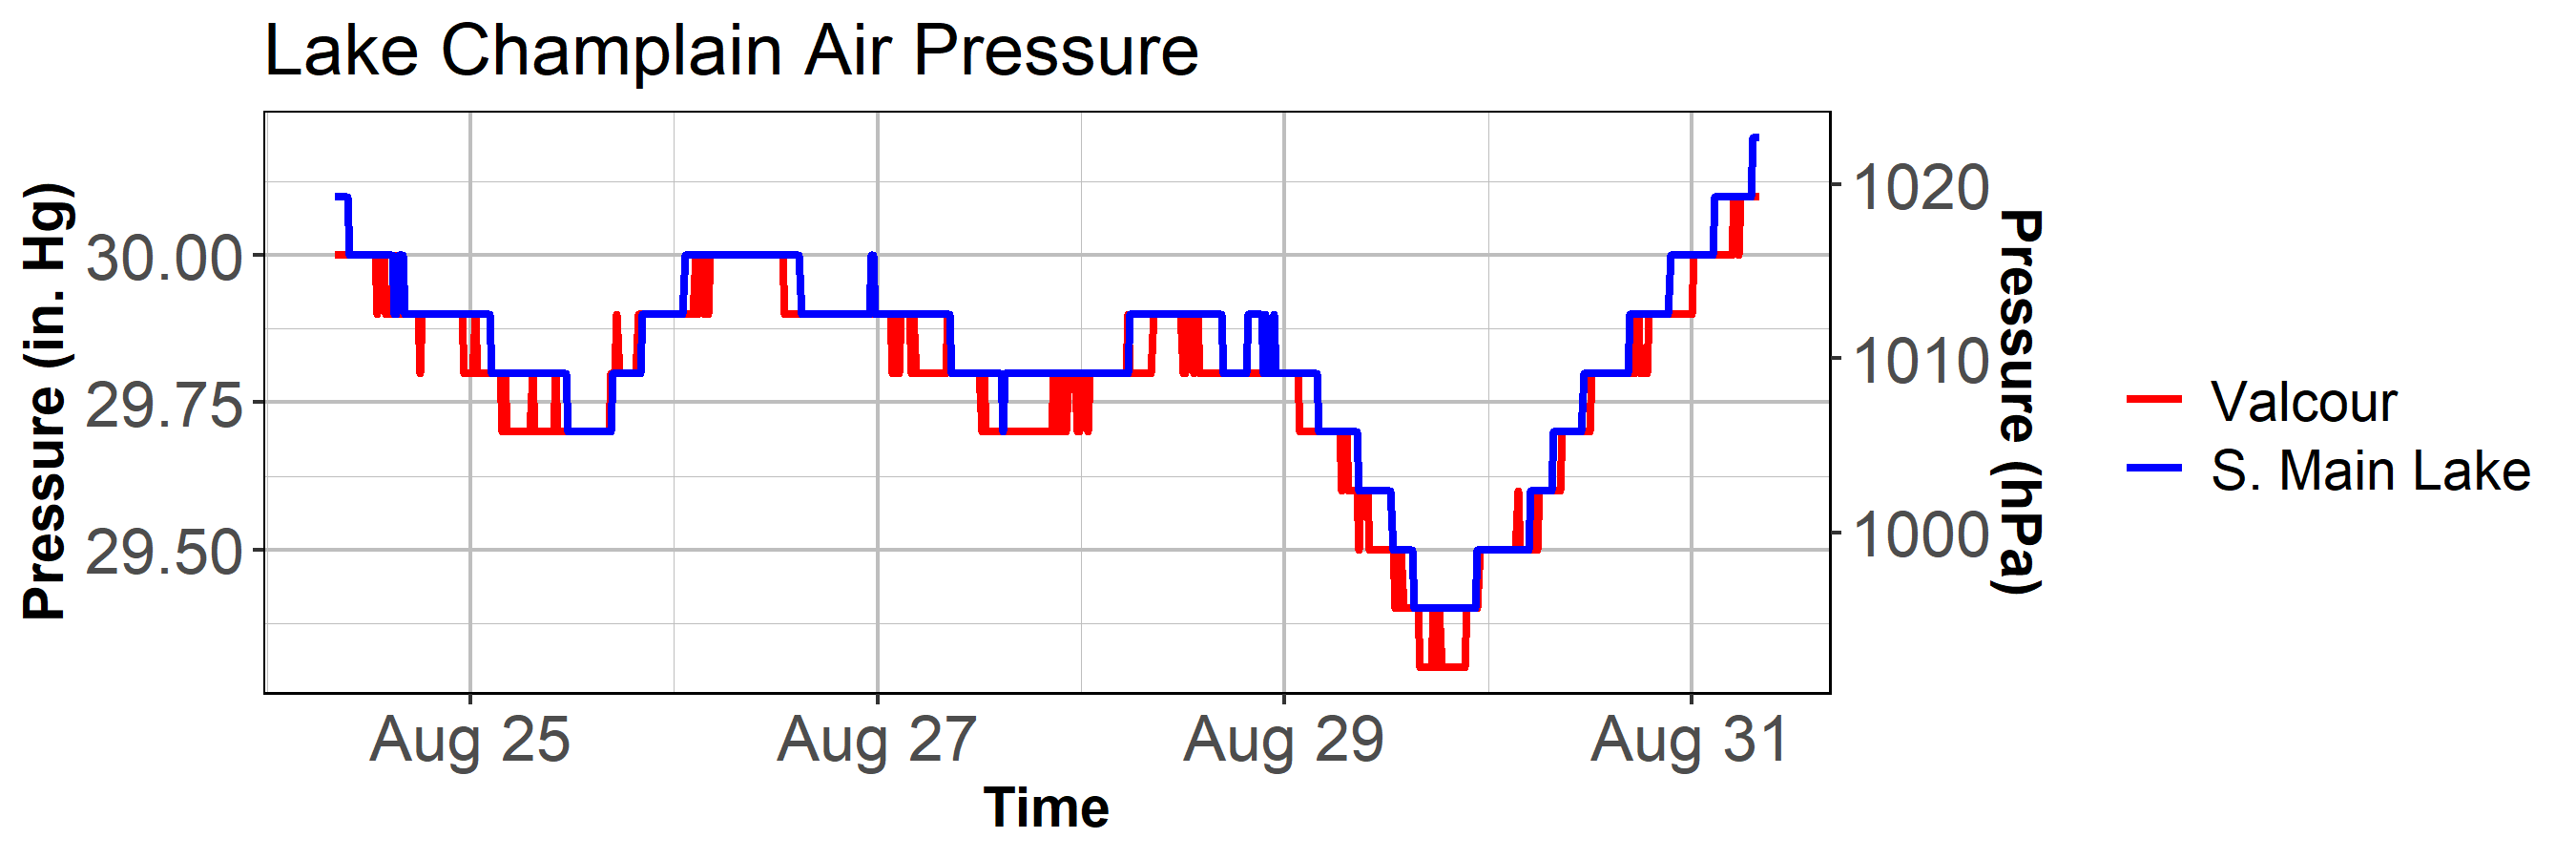 Lake Champlain Air Pressure
Pressure (in. Hg)
30.00
29.75
29.50
1020
1010
1000
Pressure (hPa)
Aug 25
Aug 27
Aug 29
Aug 31
Time
Valcour
S. Main Lake